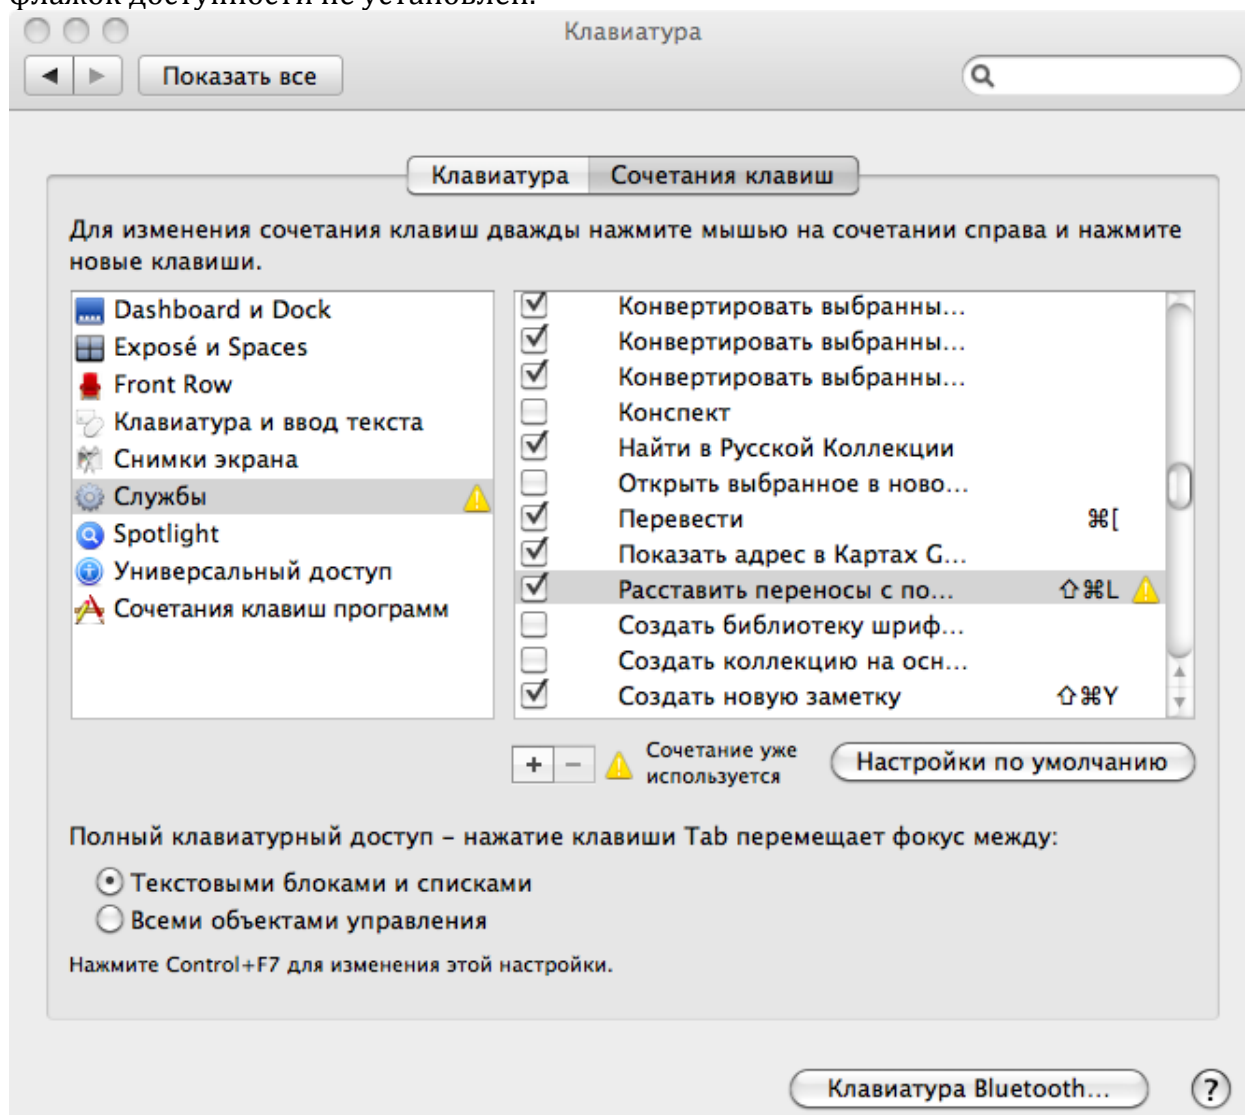 флажок доступности не установлен.
Клавиатура
Показать все
Клавиатура
Сочетания клавиш
Для изменения сочетания клавиш дважды нажмите мышью на сочетании справа и нажмите
новые клавиши.
Dashboard и Dock
Exposé и Spaces
Front Row
Клавиатура и ввод текста
Снимки экрана
Службы
Spotlight
Универсальный доступ
Сочетания клавиш программ
Конвертировать выбранны...
Конвертировать выбранны...
Конвертировать выбранны...
Конспект
Найти в Русской Коллекции
Открыть выбранное в ново...
Перевести ⌘[
Показать адрес в Картах G...
Расставить переносы с по... ⇧⌘L
Создать библиотеку шриф...
Создать коллекцию на осн...
Создать новую заметку ⇧⌘Y
Сочетание уже
используется
Настройки по умолчанию
Полный клавиатурный доступ – нажатие клавиши Tab перемещает фокус между:
Текстовыми блоками и списками
Всеми объектами управления
Нажмите Control+F7 для изменения этой настройки.
Клавиатура Bluetooth...
?